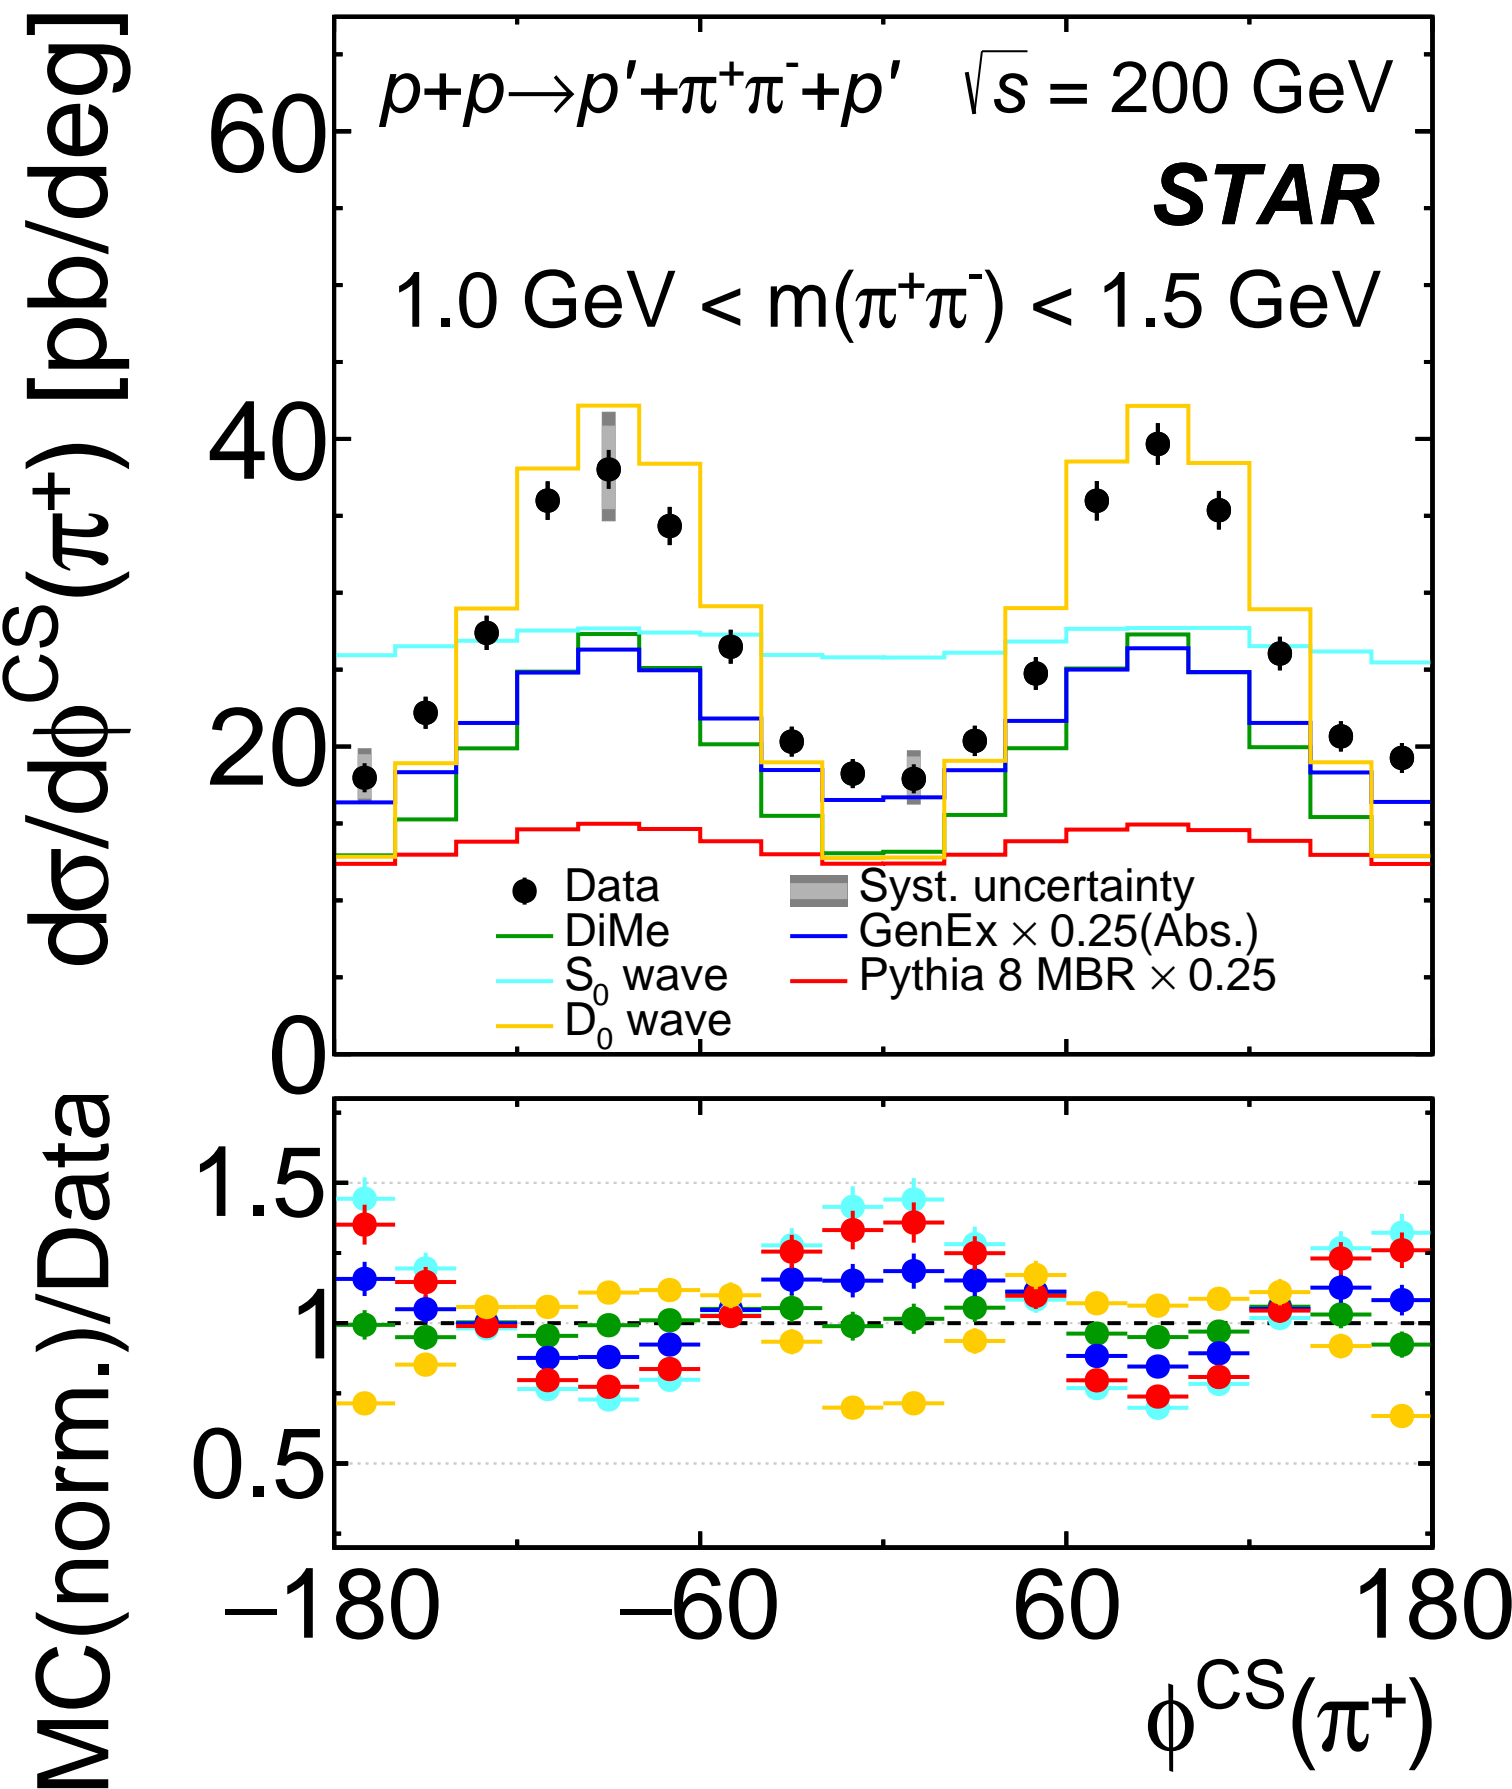 p+p→p′+π⁺π⁻+p′ √s = 200 GeV
STAR
1.0 GeV < m(π⁺π⁻) < 1.5 GeV
dσ/dϕ^CS(π⁺) [pb/deg]
60
40
20
0
Data
Syst. uncertainty
DiMe
GenEx × 0.25(Abs.)
S₀ wave
Pythia 8 MBR × 0.25
D₀ wave
MC(norm.)/Data
1.5
1
0.5
−180 −60 60 180
ϕ^CS(π⁺)